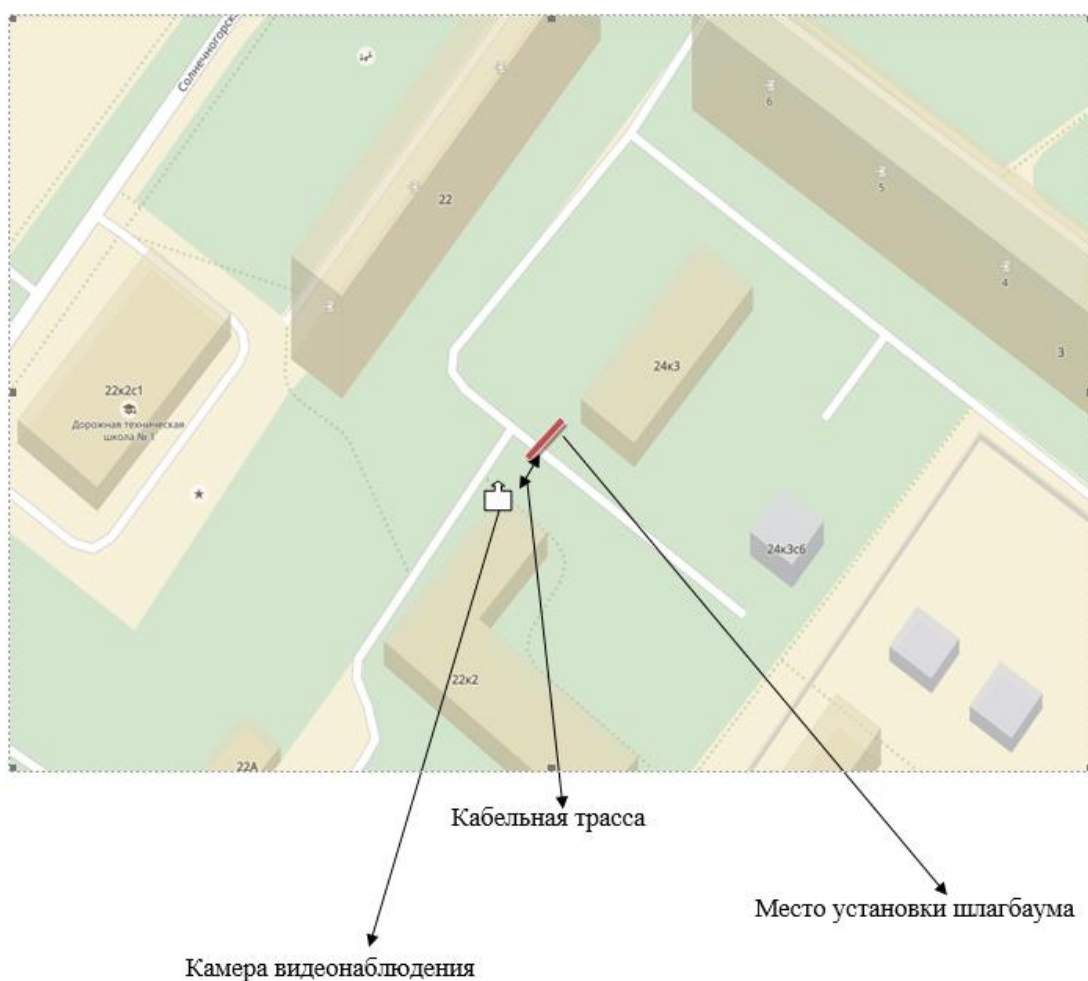 Солнечногорск
6
5
22
4
3
24к3
22к2с1
Дорожная техническая
школа № 1
24к3с6
22к2
22А
Кабельная трасса
Место установки шлагбаума
Камера видеонаблюдения